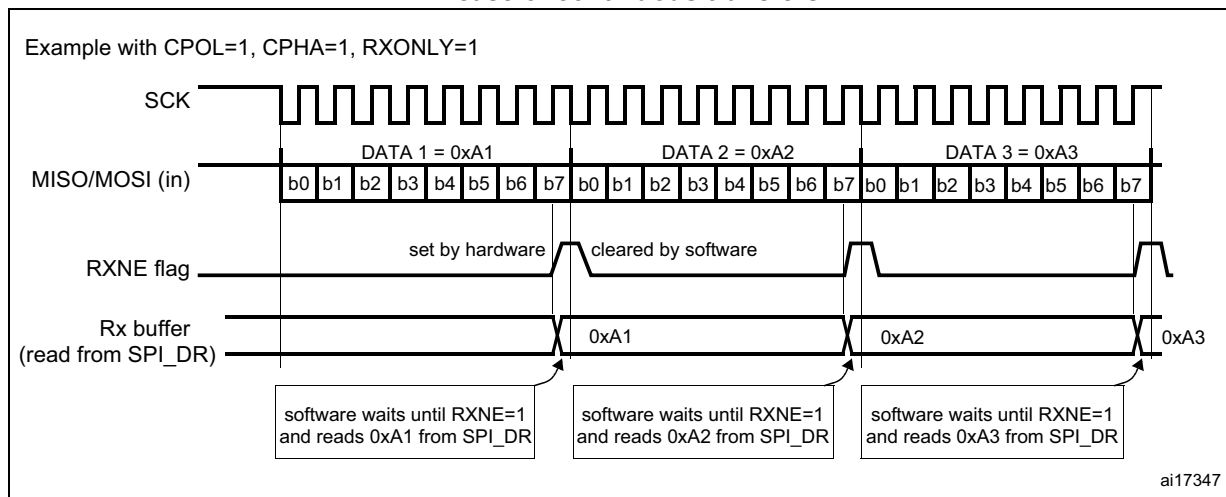 Example with CPOL=1, CPHA=1, RXONLY=1
SCK
DATA 1 = 0xA1 DATA 2 = 0xA2 DATA 3 = 0xA3
MISO/MOSI (in) b0 b1 b2 b3 b4 b5 b6 b7 b0 b1 b2 b3 b4 b5 b6 b7 b0 b1 b2 b3 b4 b5 b6 b7
set by hardware cleared by software
RXNE flag
Rx buffer
(read from SPI_DR)
0xA1 0xA2 0xA3
software waits until RXNE=1
and reads 0xA1 from SPI_DR
software waits until RXNE=1
and reads 0xA2 from SPI_DR
software waits until RXNE=1
and reads 0xA3 from SPI_DR
ai17347